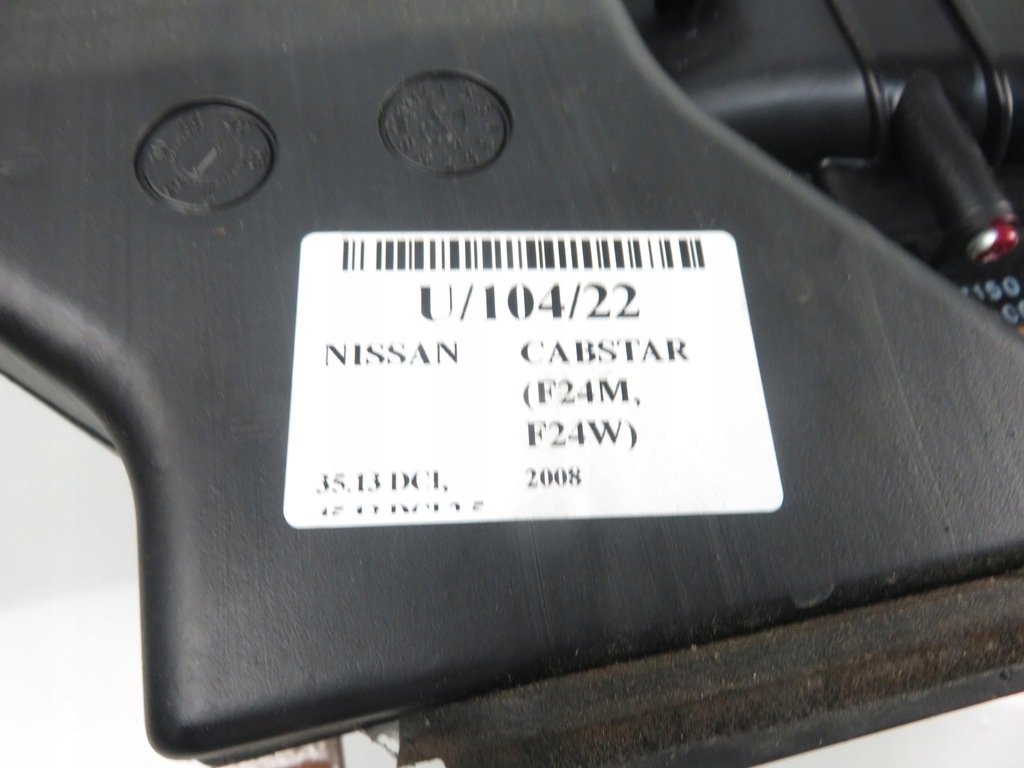 U/104/22
NISSAN CABSTAR
(F24M,
F24W)
35.13 DCI, 2008